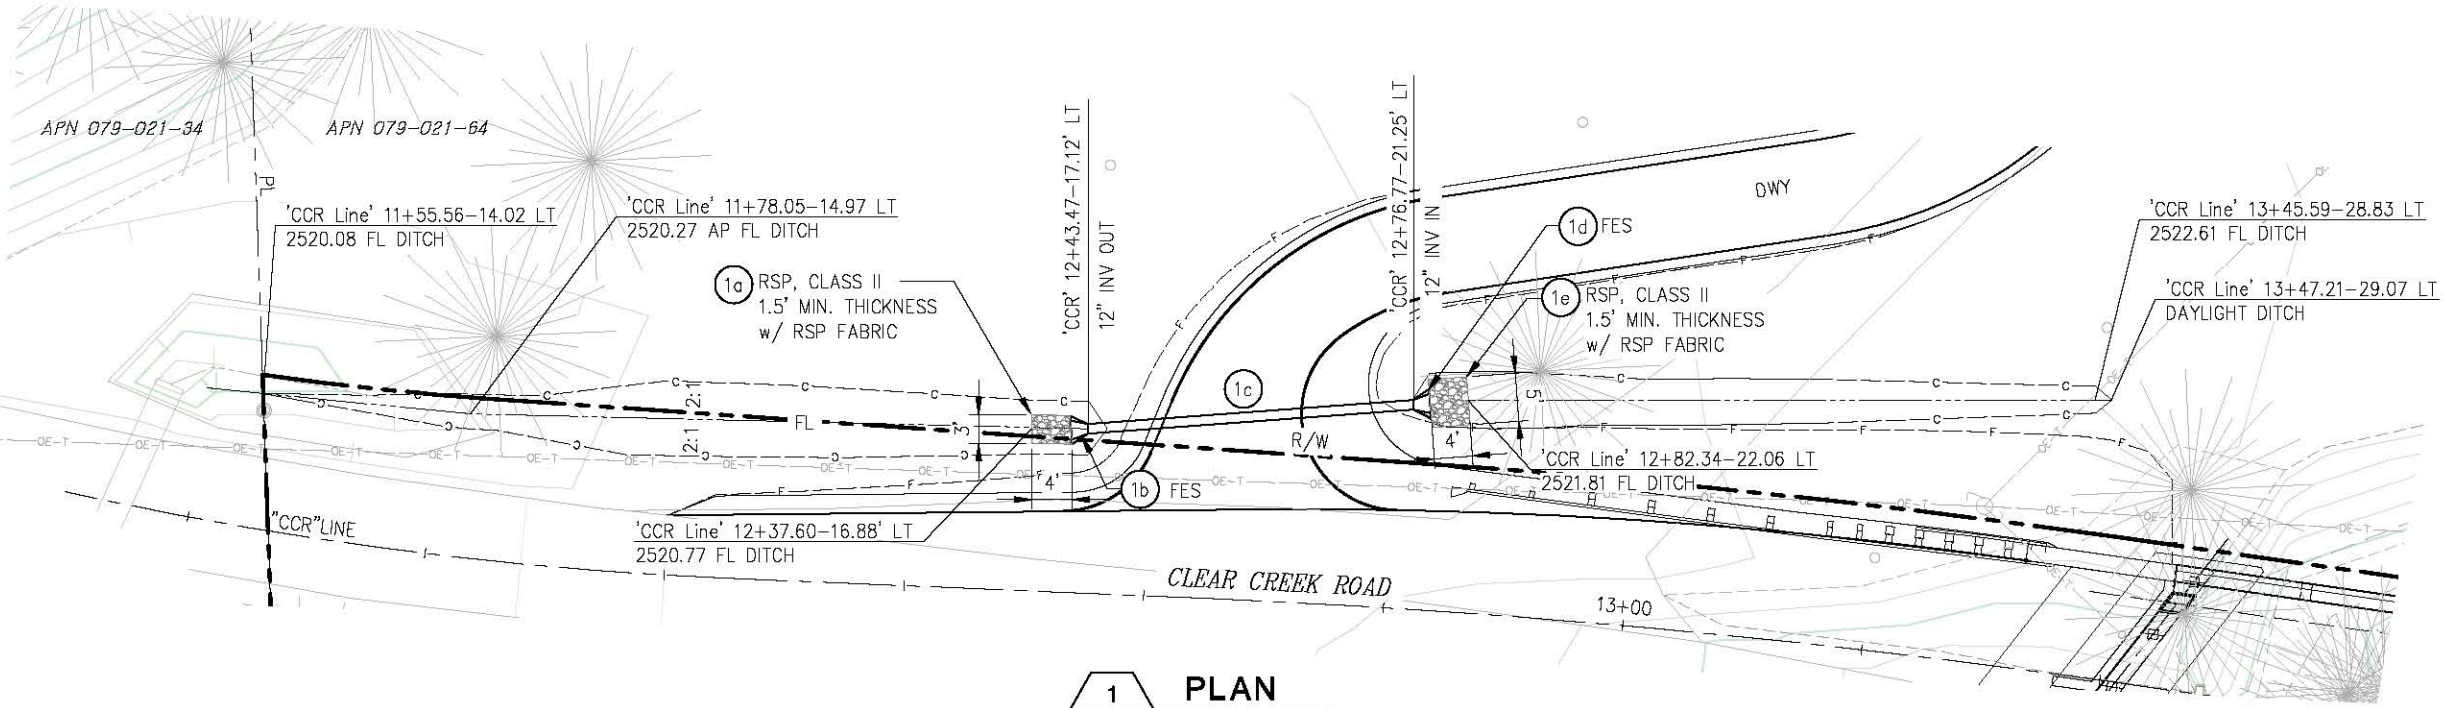 APN 079-021-34
APN 079-021-64
PL
'CCR Line' 11+55.56-14.02 LT
2520.08 FL DITCH
'CCR Line' 11+78.05-14.97 LT
2520.27 AP FL DITCH
1a RSP, CLASS II
1.5' MIN. THICKNESS
w/ RSP FABRIC
'CCR' 12+43.47-17.12' LT
12" INV OUT
'CCR' 12+76.77-21.25' LT
12" INV IN
DWY
1d FES
1e RSP, CLASS II
1.5' MIN. THICKNESS
w/ RSP FABRIC
'CCR Line' 13+45.59-28.83 LT
2522.61 FL DITCH
'CCR Line' 13+47.21-29.07 LT
DAYLIGHT DITCH
1c
2:1
2:1
FL
3'
4'
5'
4'
R/W
1b FES
'CCR Line' 12+82.34-22.06 LT
2521.81 FL DITCH
'CCR Line' 12+37.60-16.88' LT
2520.77 FL DITCH
"CCR"LINE
CLEAR CREEK ROAD
13+00
1 PLAN